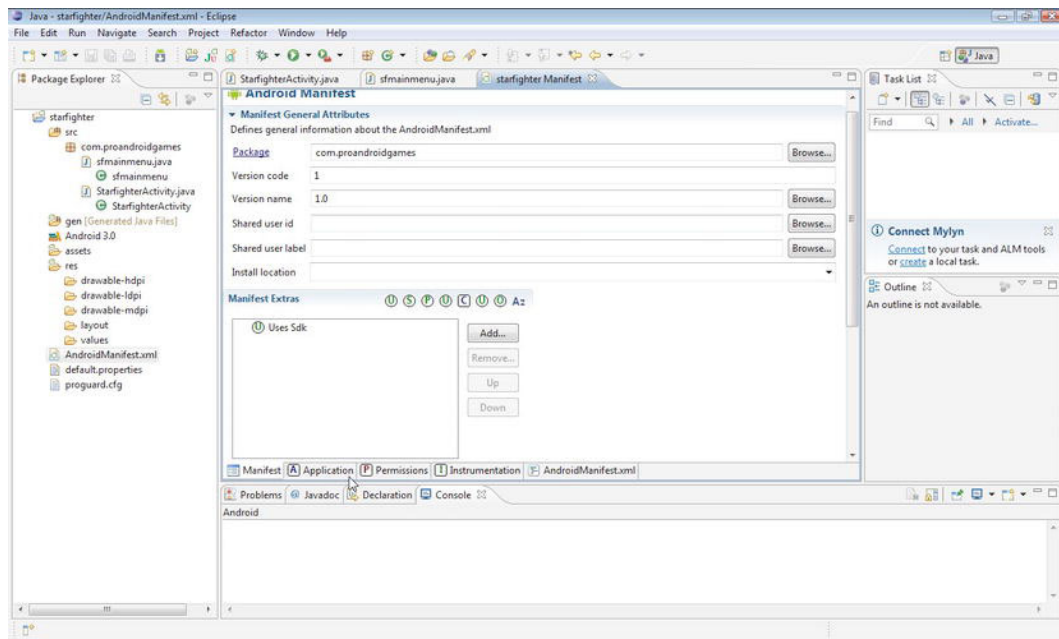 Java - starfighter/AndroidManifest.xml - Eclipse
File Edit Run Navigate Search Project Refactor Window Help
Java
Package Explorer
starfighter
src
com.proandroidgames
sfmainmenu.java
sfmainmenu
StarfighterActivity.java
StarfighterActivity
gen [Generated Java Files]
Android 3.0
assets
res
drawable-hdpi
drawable-ldpi
drawable-mdpi
layout
values
AndroidManifest.xml
default.properties
proguard.cfg
StarfighterActivity.java sfmainmenu.java starfighter Manifest
Android Manifest
Manifest General Attributes
Defines general information about the AndroidManifest.xml
Package com.proandroidgames Browse...
Version code 1
Version name 1.0 Browse...
Shared user id Browse...
Shared user label Browse...
Install location
Manifest Extras U S P U C U O Az
U Uses Sdk
Add...
Remove...
Up
Down
Manifest A Application P Permissions I Instrumentation AndroidManifest.xml
Problems @ Javadoc Declaration Console
Android
Task List
Find All Activate...
Connect Mylyn
Connect to your task and ALM tools
or create a local task.
Outline
An outline is not available.